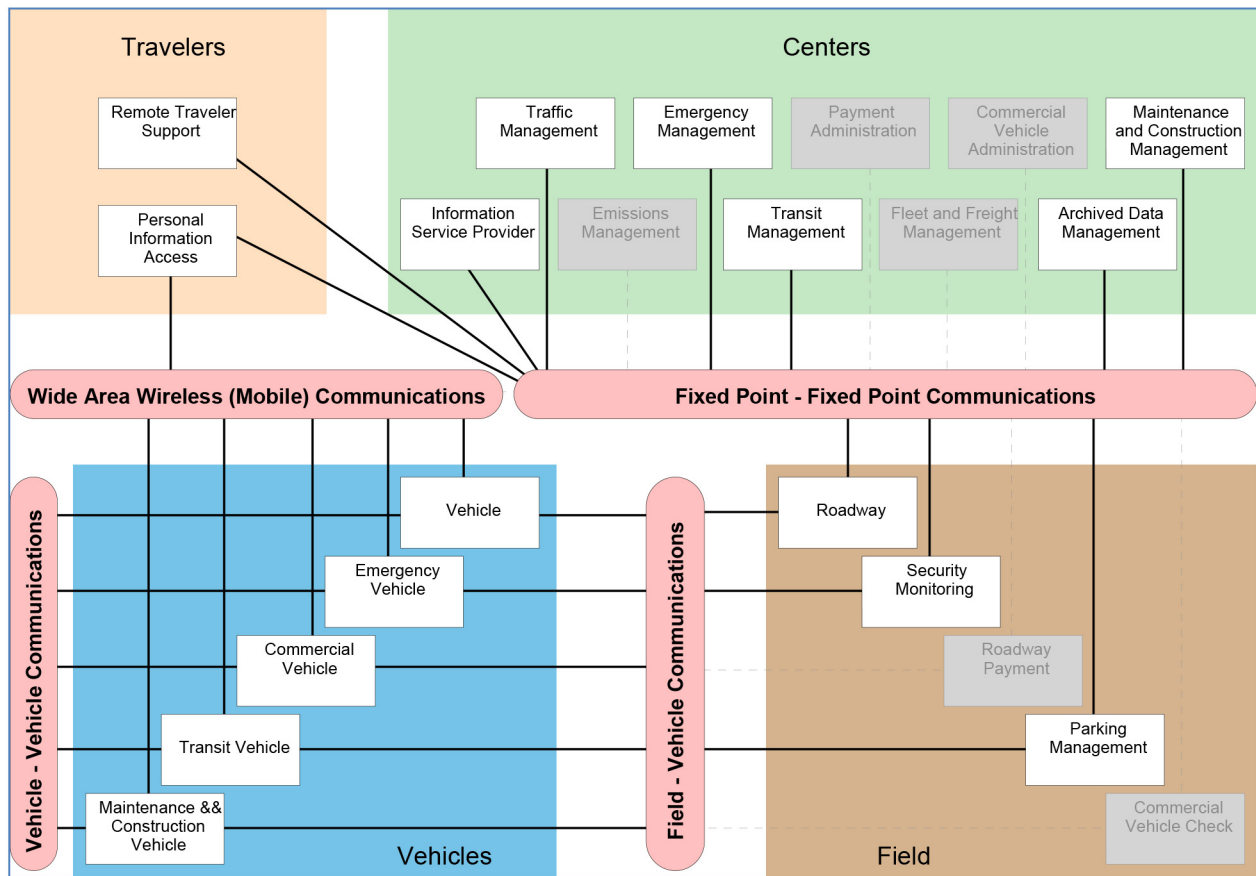 Travelers
Centers
Remote Traveler
Support
Traffic
Management
Emergency
Management
Payment
Administration
Commercial
Vehicle
Administration
Maintenance
and Construction
Management
Personal
Information
Access
Information
Service Provider
Emissions
Management
Transit
Management
Fleet and Freight
Management
Archived Data
Management
Wide Area Wireless (Mobile) Communications
Fixed Point - Fixed Point Communications
Vehicle - Vehicle Communications
Vehicle
Emergency
Vehicle
Commercial
Vehicle
Transit Vehicle
Maintenance &&
Construction
Vehicle
Vehicles
Field - Vehicle Communications
Roadway
Security
Monitoring
Roadway
Payment
Parking
Management
Commercial
Vehicle Check
Field